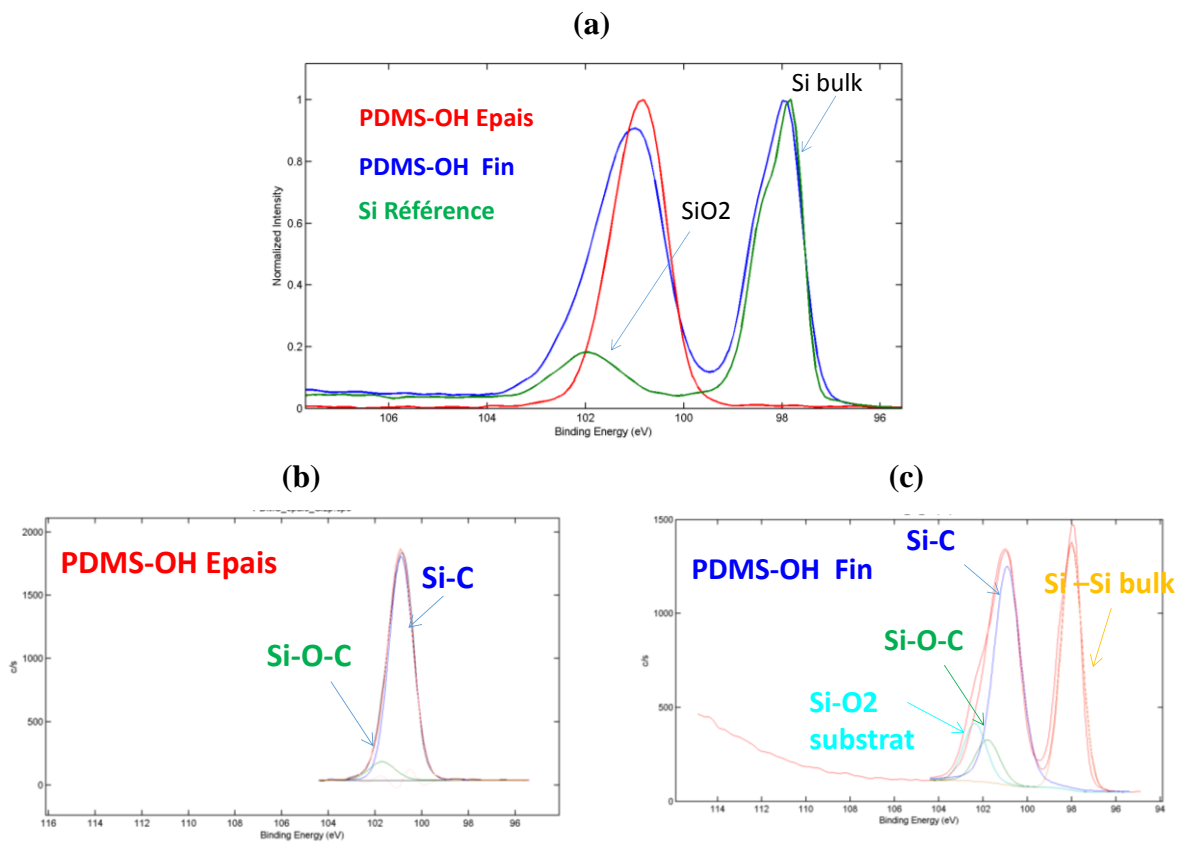 (a)
Si bulk
PDMS-OH Epais
PDMS-OH Fin
Si Référence
SiO2
Normalized Intensity
1
0.8
0.6
0.4
0.2
0
106 104 102 100 98 96
Binding Energy (eV)
(b)
(c)
2000
1500
1000
500
0
c/s
PDMS-OH Epais
Si-C
Si-O-C
116 114 112 110 108 106 104 102 100 98 96
Binding Energy (eV)
1500
1000
500
0
c/s
Si-C
PDMS-OH Fin
Si –Si bulk
Si-O-C
Si-O2
substrat
114 112 110 108 106 104 102 100 98 96 94
Binding Energy (eV)